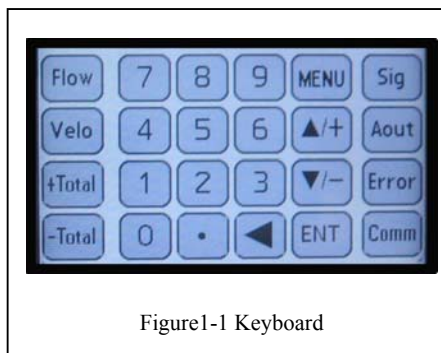 Flow 7 8 9 MENU Sig
Velo 4 5 6 ▲/+ Aout
+Total 1 2 3 ▼/− Error
-Total 0 • ◀ ENT Comm
Figure1-1 Keyboard